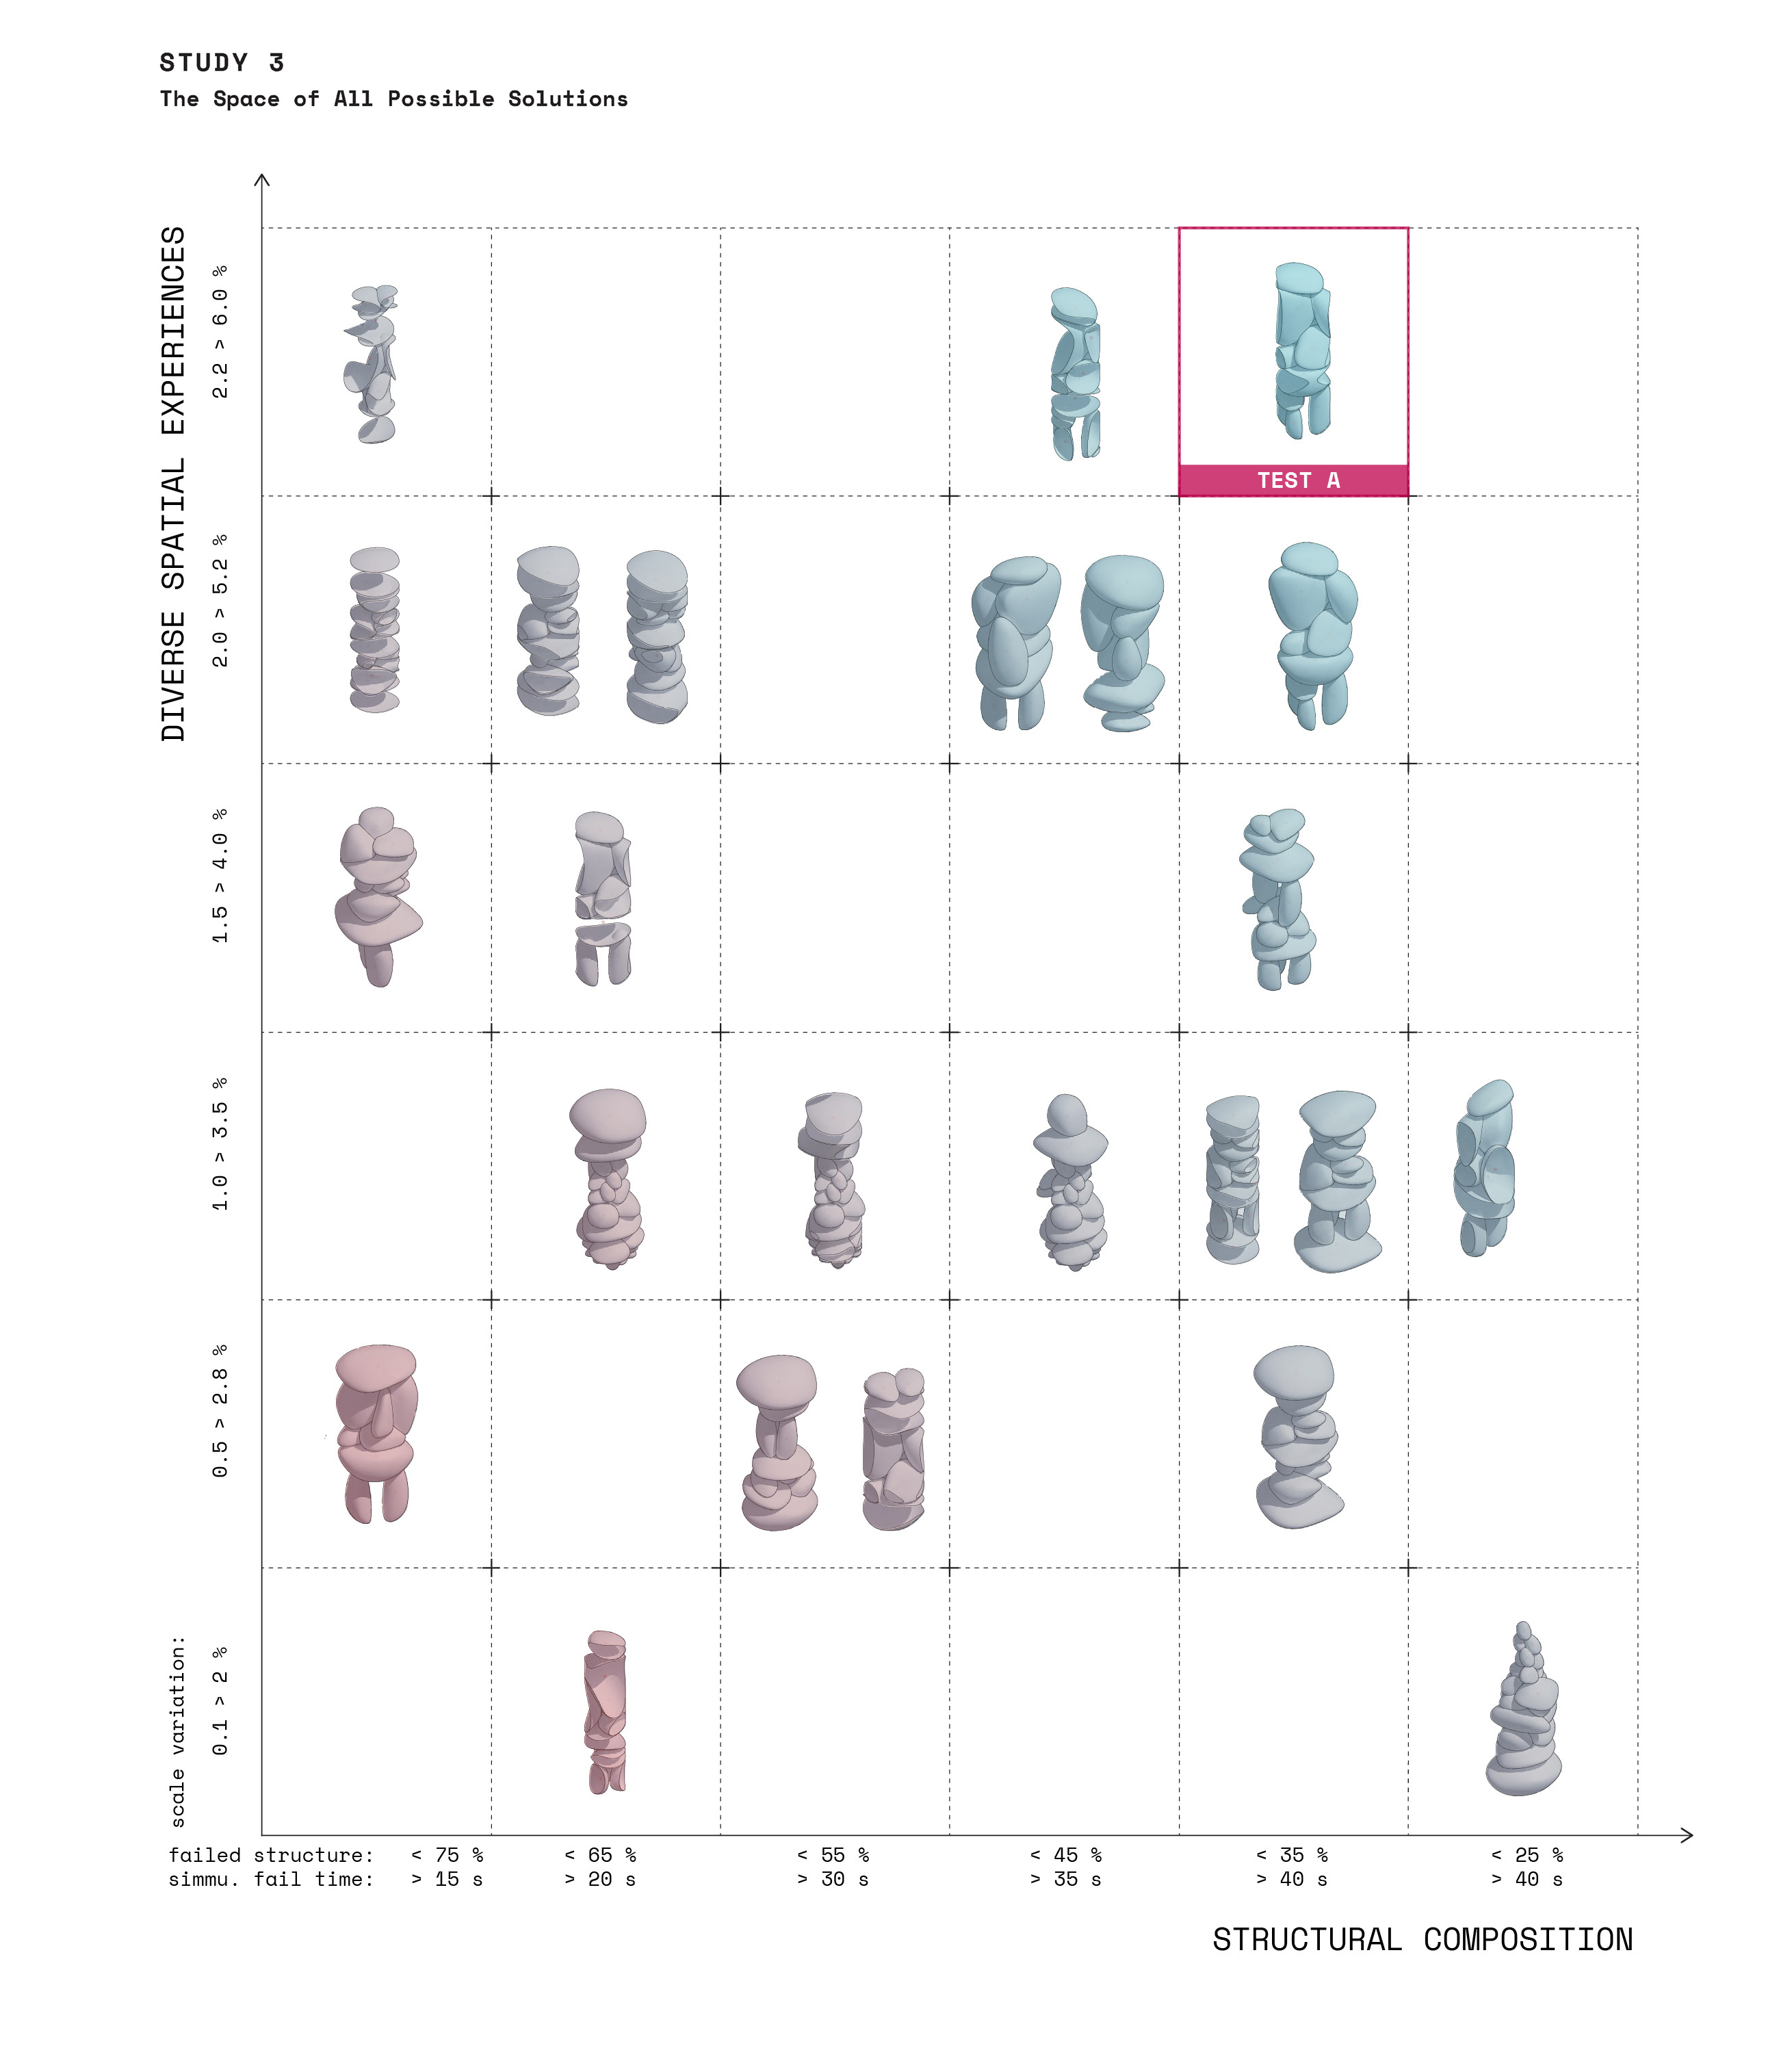 STUDY 3
The Space of All Possible Solutions
DIVERSE SPATIAL EXPERIENCES
2.2 > 6.0 %
TEST A
2.0 > 5.2 %
1.5 > 4.0 %
1.0 > 3.5 %
0.5 > 2.8 %
scale variation:
0.1 > 2 %
failed structure: < 75 % < 65 % < 55 % < 45 % < 35 % < 25 %
simmu. fail time: > 15 s > 20 s > 30 s > 35 s > 40 s > 40 s
STRUCTURAL COMPOSITION